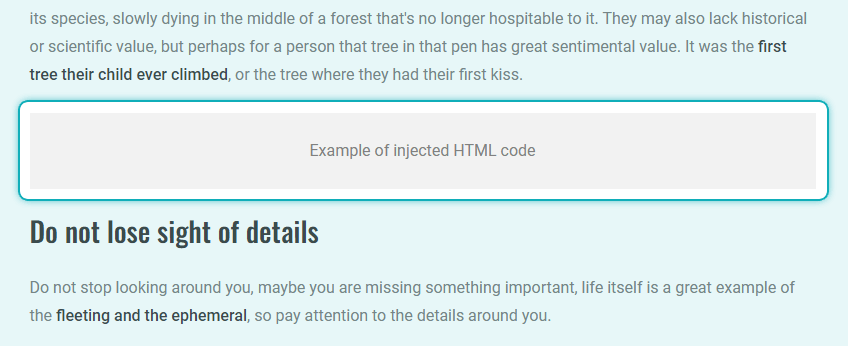 its species, slowly dying in the middle of a forest that's no longer hospitable to it. They may also lack historical
or scientific value, but perhaps for a person that tree in that pen has great sentimental value. It was the first
tree their child ever climbed, or the tree where they had their first kiss.
Example of injected HTML code
Do not lose sight of details
Do not stop looking around you, maybe you are missing something important, life itself is a great example of
the fleeting and the ephemeral, so pay attention to the details around you.